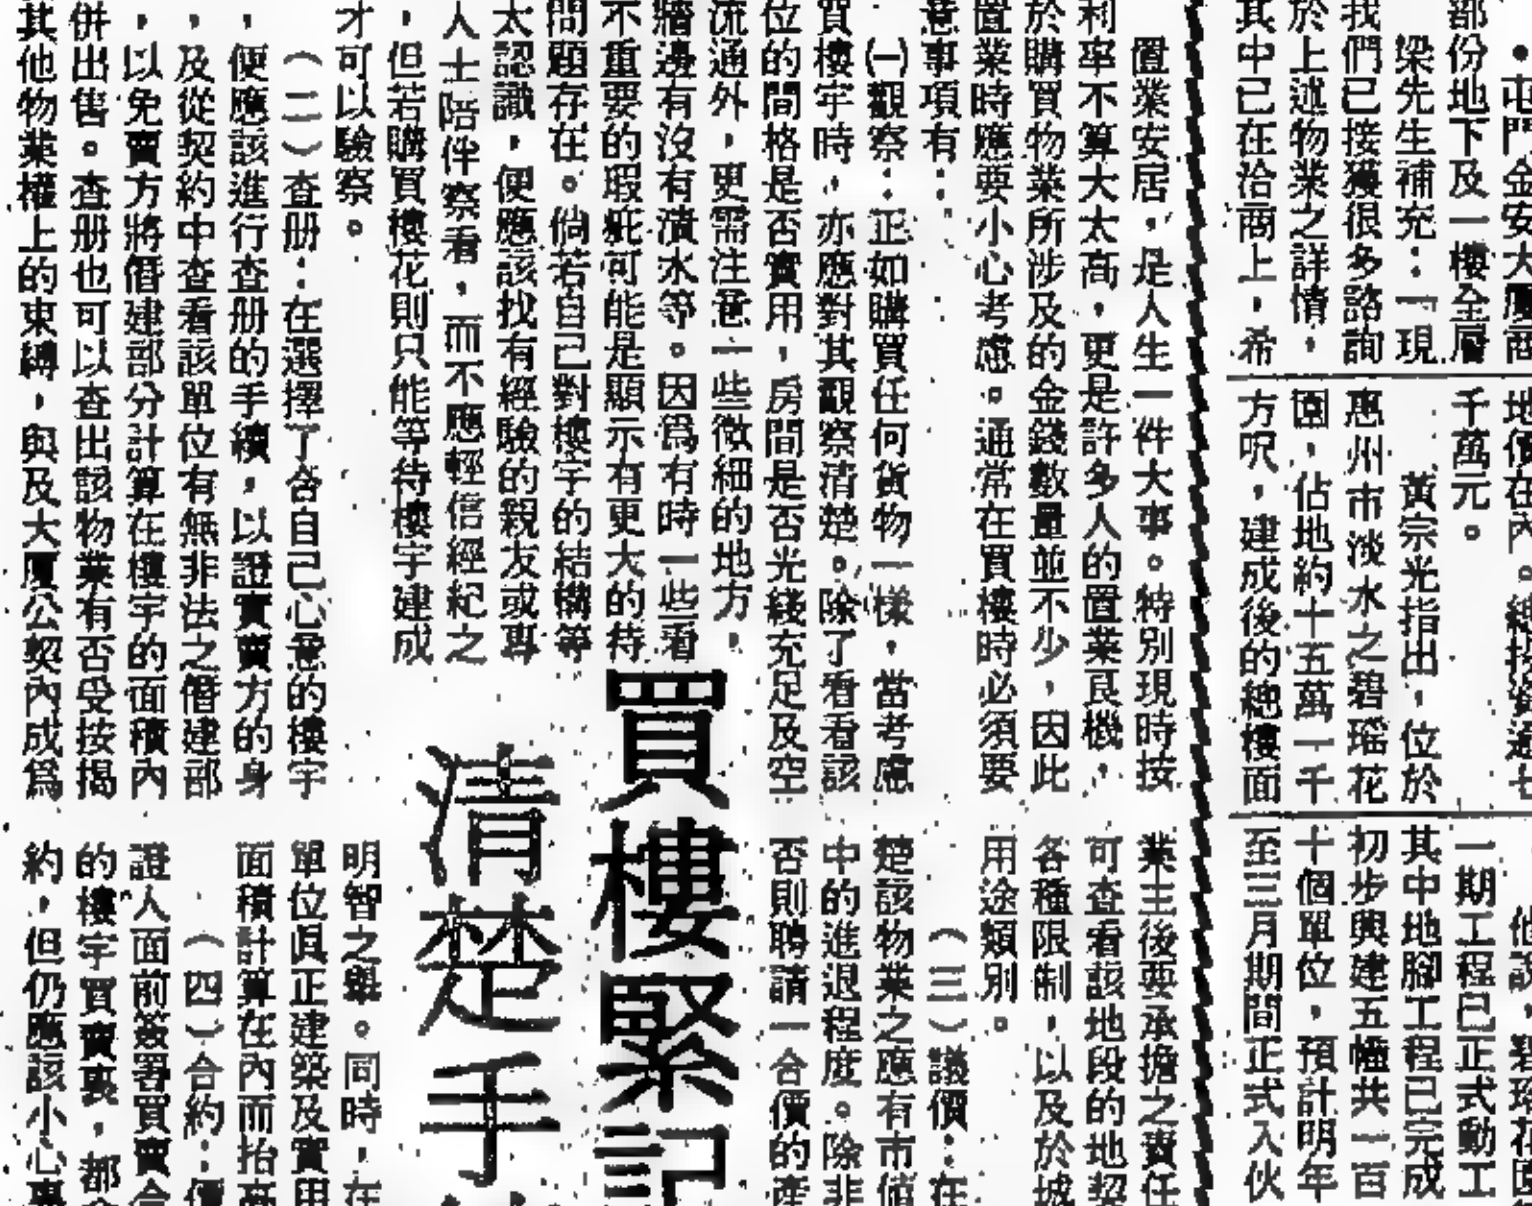 •屯門金安大廈商
部份地下及一樓全層
梁先生補充:「現
我們已接獲很多諮詢
於上述物業之詳情,
其中已在洽商上,希
地價在內。總投資逾七
千萬元。
黃宗光指出,位於
惠州市淡水之碧瑤花
園,佔地約十五萬一千
方呎,建成後的總樓面
他說,碧瑤花園
一期工程已正式動工
其中地腳工程已完成
初步興建五幢共一百
十個單位,預計明年
至三月期間正式入伙
買樓緊記
清楚手
置業安居,是人生一件大事。特別現時按
利率不算大太高,更是許多人的置業良機,
於購買物業所涉及的金錢數量並不少,因此
置業時應要小心考慮。通常在買樓時必須要
意事項有:
㈠觀察:正如購買任何貨物一樣,當考慮
買樓宇時,亦應對其觀察清楚。除了看看該
位的間格是否實用,房間是否光綫充足及空
流通外,更需注意一些微細的地方,
牆邊有沒有漬水等。因爲有時一些看
不重要的瑕疵可能是顯示有更大的待
問題存在。倘若自己對樓宇的結構等
太認識,便應該找有經驗的親友或專
人士陪伴察看,而不應輕信經紀之
,但若購買樓花則只能等待樓宇建成
才可以驗察。
(二)查册:在選擇了合自己心意的樓宇
,便應該進行查册的手續,以證實賣方的身
,及從契約中查看該單位有無非法之僭建部
,以免賣方將僭建部分計算在樓宇的面積內
併出售。查册也可以查出該物業有否受按揭
其他物業權上的束縛,與及大廈公契內成爲
業主後要承擔之責任
可查看該地段的地契
各種限制,以及於城
用途類別。
(三)議價:在
楚該物業之應有市值
中的進退程度。除非
否則聘請一合價的產
明智之舉。同時,在
單位眞正建築及實用
面積計算在內而抬高
(四)合約:價
證人面前簽署買賣合
的樓宇買賣裏,都
約,但仍應該小心專